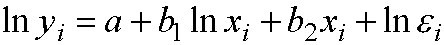 ln y_i = a + b_1 ln x_i + b_2 x_i + ln ε_i